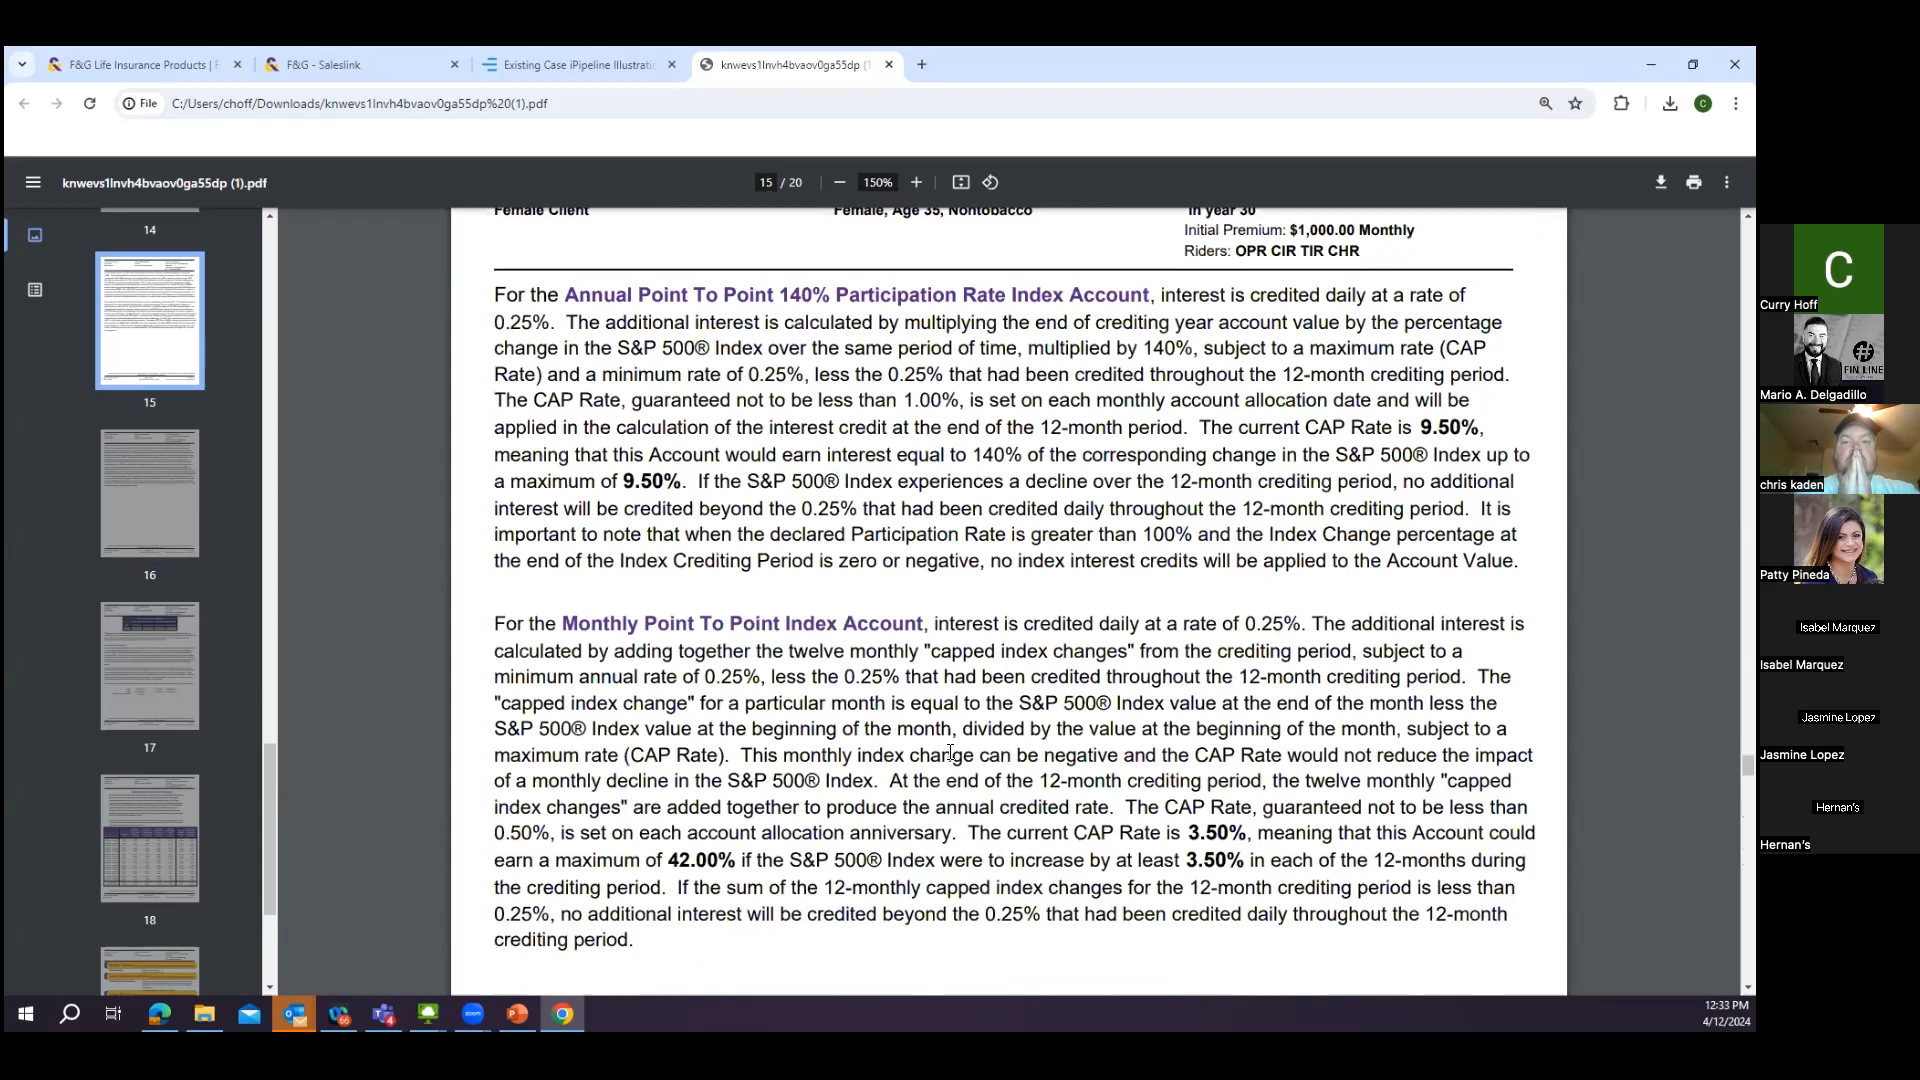 F&G Life Insurance Products | F
F&G - Saleslink
Existing Case iPipeline Illustratio
knwevs1lnvh4bvaov0ga55dp (1
File
C:/Users/choff/Downloads/knwevs1lnvh4bvaov0ga55dp%20(1).pdf
C
knwevs1lnvh4bvaov0ga55dp (1).pdf
15 / 20
150%
14
15
16
17
18
Female Client
Female, Age 35, Nontobacco
In year 30
Initial Premium: $1,000.00 Monthly
Riders: OPR CIR TIR CHR
For the Annual Point To Point 140% Participation Rate Index Account, interest is credited daily at a rate of
0.25%. The additional interest is calculated by multiplying the end of crediting year account value by the percentage
change in the S&P 500® Index over the same period of time, multiplied by 140%, subject to a maximum rate (CAP
Rate) and a minimum rate of 0.25%, less the 0.25% that had been credited throughout the 12-month crediting period.
The CAP Rate, guaranteed not to be less than 1.00%, is set on each monthly account allocation date and will be
applied in the calculation of the interest credit at the end of the 12-month period. The current CAP Rate is 9.50%,
meaning that this Account would earn interest equal to 140% of the corresponding change in the S&P 500® Index up to
a maximum of 9.50%. If the S&P 500® Index experiences a decline over the 12-month crediting period, no additional
interest will be credited beyond the 0.25% that had been credited daily throughout the 12-month crediting period. It is
important to note that when the declared Participation Rate is greater than 100% and the Index Change percentage at
the end of the Index Crediting Period is zero or negative, no index interest credits will be applied to the Account Value.
For the Monthly Point To Point Index Account, interest is credited daily at a rate of 0.25%. The additional interest is
calculated by adding together the twelve monthly "capped index changes" from the crediting period, subject to a
minimum annual rate of 0.25%, less the 0.25% that had been credited throughout the 12-month crediting period. The
"capped index change" for a particular month is equal to the S&P 500® Index value at the end of the month less the
S&P 500® Index value at the beginning of the month, divided by the value at the beginning of the month, subject to a
maximum rate (CAP Rate). This monthly index change can be negative and the CAP Rate would not reduce the impact
of a monthly decline in the S&P 500® Index. At the end of the 12-month crediting period, the twelve monthly "capped
index changes" are added together to produce the annual credited rate. The CAP Rate, guaranteed not to be less than
0.50%, is set on each account allocation anniversary. The current CAP Rate is 3.50%, meaning that this Account could
earn a maximum of 42.00% if the S&P 500® Index were to increase by at least 3.50% in each of the 12-months during
the crediting period. If the sum of the 12-monthly capped index changes for the 12-month crediting period is less than
0.25%, no additional interest will be credited beyond the 0.25% that had been credited daily throughout the 12-month
crediting period.
C
Curry Hoff
FIN LINE
Mario A. Delgadillo
chris kaden
Patty Pineda
Isabel Marquez
Isabel Marquez
Jasmine Lopez
Jasmine Lopez
Hernan's
Hernan's
66
4
zoom
12:33 PM
4/12/2024